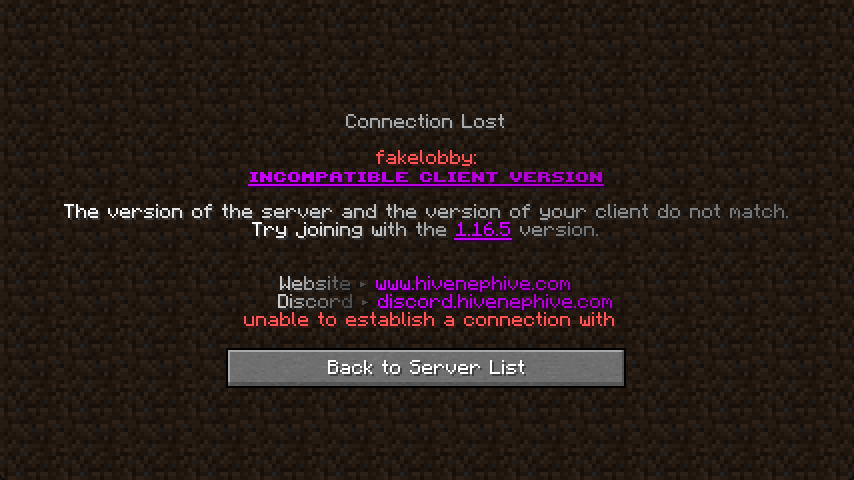 Connection Lost
fakelobby:
INCOMPATIBLE CLIENT VERSION
The version of the server and the version of your client do not match.
Try joining with the 1.16.5 version.
Website ▸ www.hivenephive.com
Discord ▸ discord.hivenephive.com
unable to establish a connection with
Back to Server List